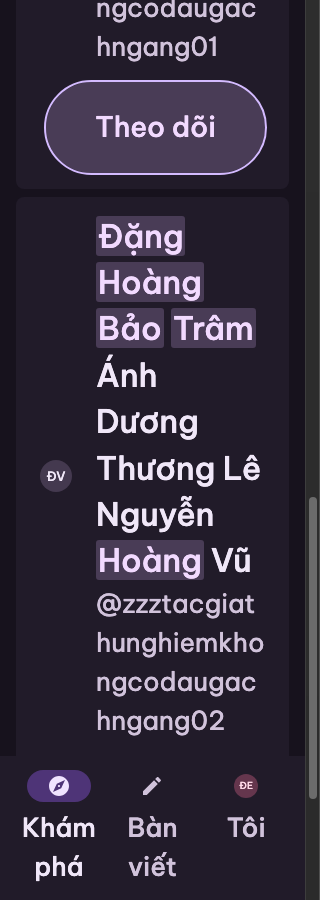 ngcodaugac
hngang01
Theo dõi
Đặng
Hoàng
Bảo Trâm
Ánh
Dương
ĐV
Thương Lê
Nguyễn
Hoàng Vũ
@zzztacgiat
hunghiemkho
ngcodaugac
hngang02
ĐE
Khám
phá
Bàn
viết
Tôi